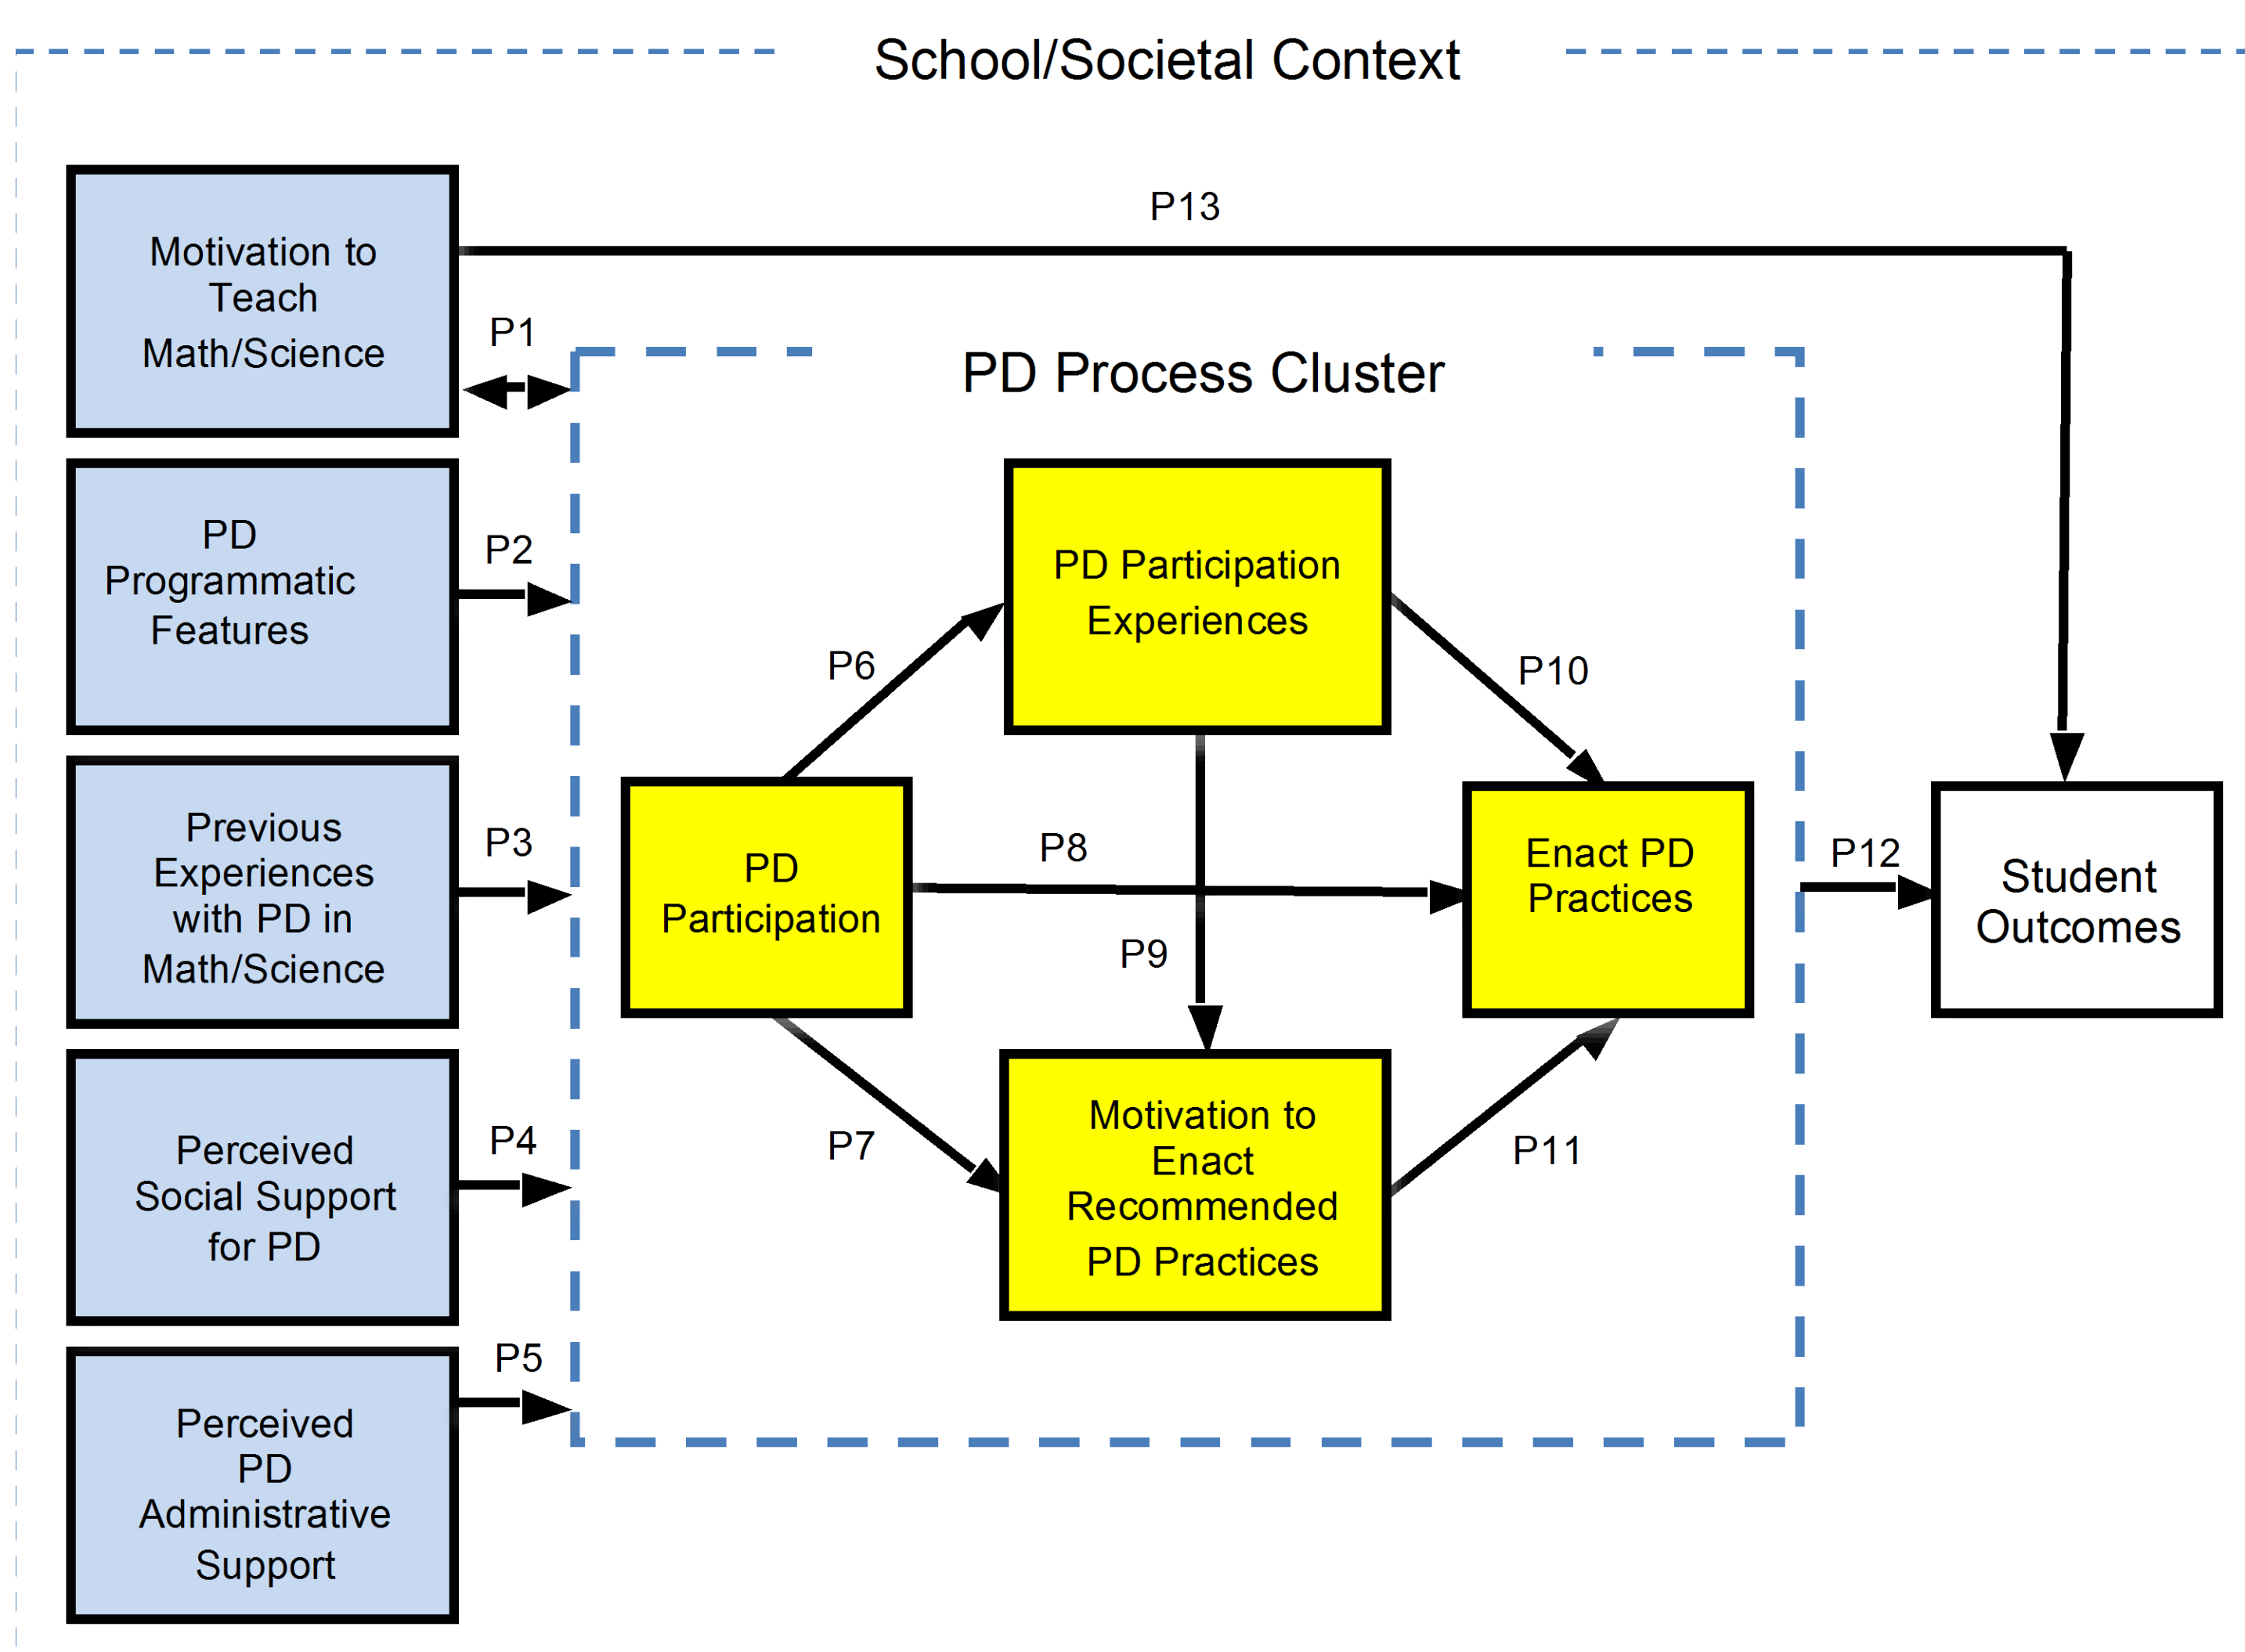 School/Societal Context
P13
Motivation to
Teach
Math/Science
P1
PD Process Cluster
PD
Programmatic
Features
P2
PD Participation
Experiences
P6
P10
Previous
Experiences
with PD in
Math/Science
P3
PD
Participation
P8
P9
Enact PD
Practices
P12
Student
Outcomes
Perceived
Social Support
for PD
P4
P7
Motivation to
Enact
Recommended
PD Practices
P11
Perceived
PD
Administrative
Support
P5